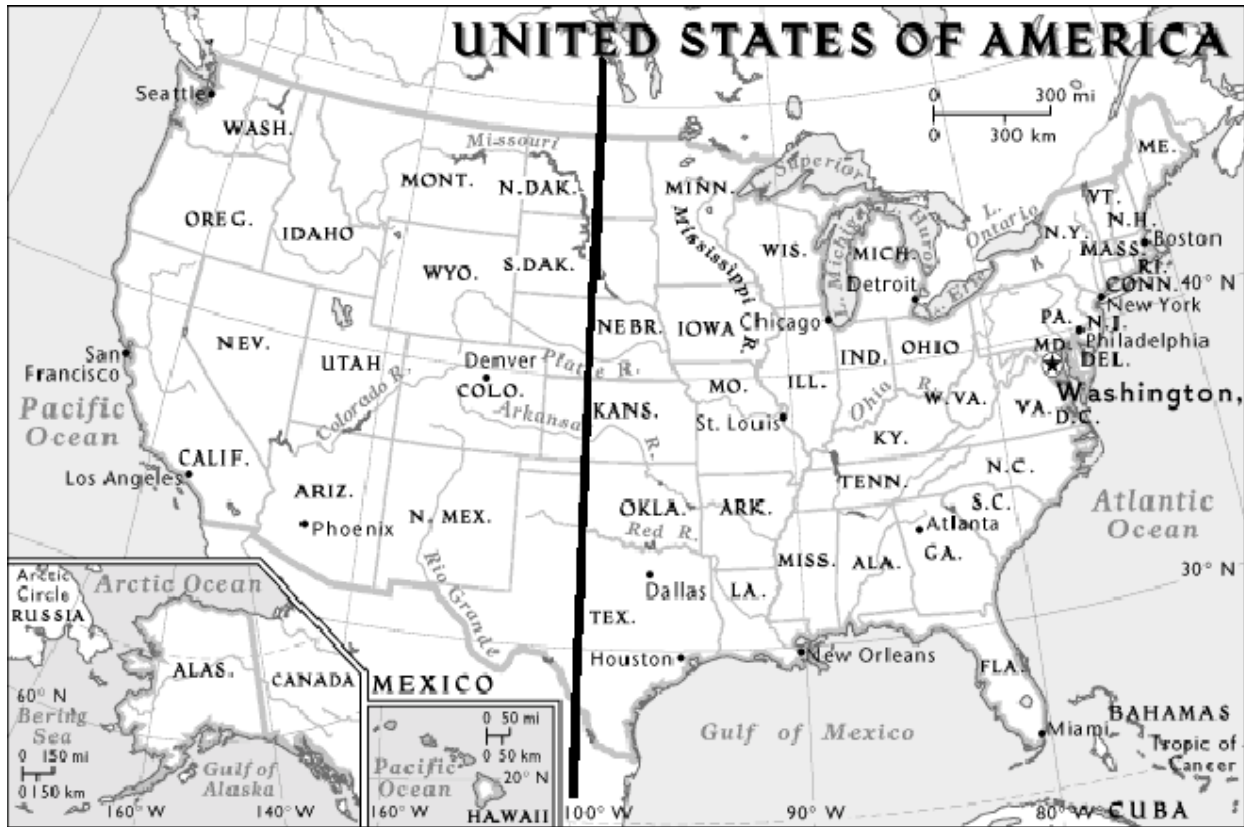 UNITED STATES OF AMERICA
0 300 mi
0 300 km
Seattle
WASH.
Missouri
MONT.
N. DAK.
MINN.
Superior
ME.
VT.
N.H.
OREG.
IDAHO
WYO.
S. DAK.
Mississippi R.
WIS.
L. Michigan
MICH.
L. Huron
L. Ontario
N.Y.
MASS.
Boston
RI.
CONN.
40° N
New York
Detroit
L. Erie
NEBR.
IOWA
Chicago
PA.
N.J.
Philadelphia
MD.
DEL.
NEV.
UTAH
Denver
COLO.
Platte R.
IND.
OHIO
San
Francisco
Pacific
Ocean
Colorado R.
Arkansa
R.
KANS.
MO.
ILL.
St. Louis
Ohio R.
W.VA.
VA.
Washington,
D.C.
KY.
CALIF.
Los Angeles
ARIZ.
Phoenix
N. MEX.
OKLA.
Red R.
ARK.
TENN.
N.C.
S.C.
Atlanta
GA.
Atlantic
Ocean
30° N
Rio Grande
Dallas
LA.
MISS.
ALA.
TEX.
Houston
New Orleans
FLA.
Miami
BAHAMAS
Tropic of
Cancer
Gulf of Mexico
MEXICO
CUBA
Arctic
Circle
Arctic Ocean
RUSSIA
ALAS.
CANADA
60° N
Bering
Sea
0 150 mi
0 150 km
Gulf of
Alaska
160° W
140° W
0 50 mi
0 50 km
Pacific
Ocean
20° N
160° W
HAWAII
100° W
90° W
80° W